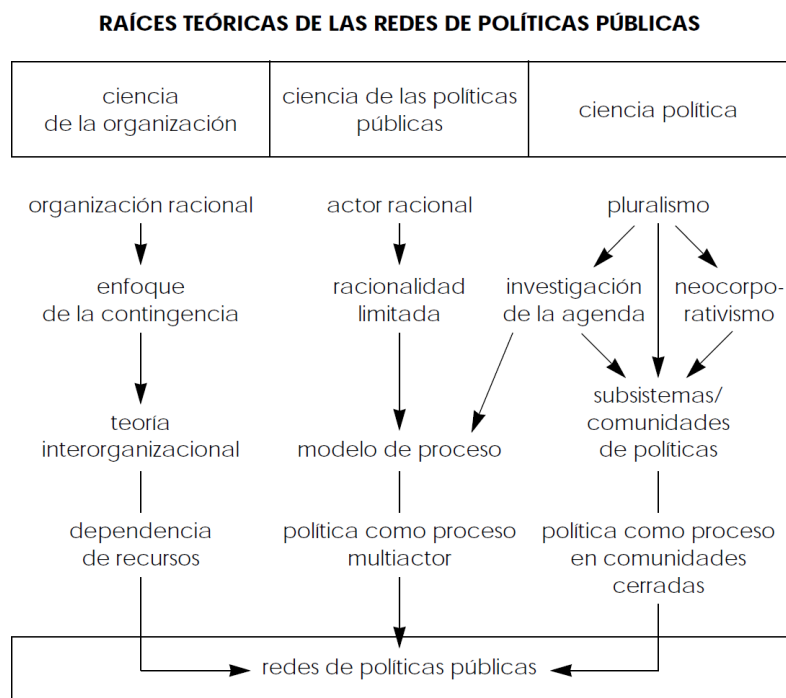 RAÍCES TEÓRICAS DE LAS REDES DE POLÍTICAS PÚBLICAS
ciencia
de la organización
ciencia de las políticas
públicas
ciencia política
organización racional
actor racional
pluralismo
enfoque
de la contingencia
racionalidad
limitada
investigación
de la agenda
neocorpo-
rativismo
teoría
interorganizacional
modelo de proceso
subsistemas/
comunidades
de políticas
dependencia
de recursos
política como proceso
multiactor
política como proceso
en comunidades
cerradas
redes de políticas públicas